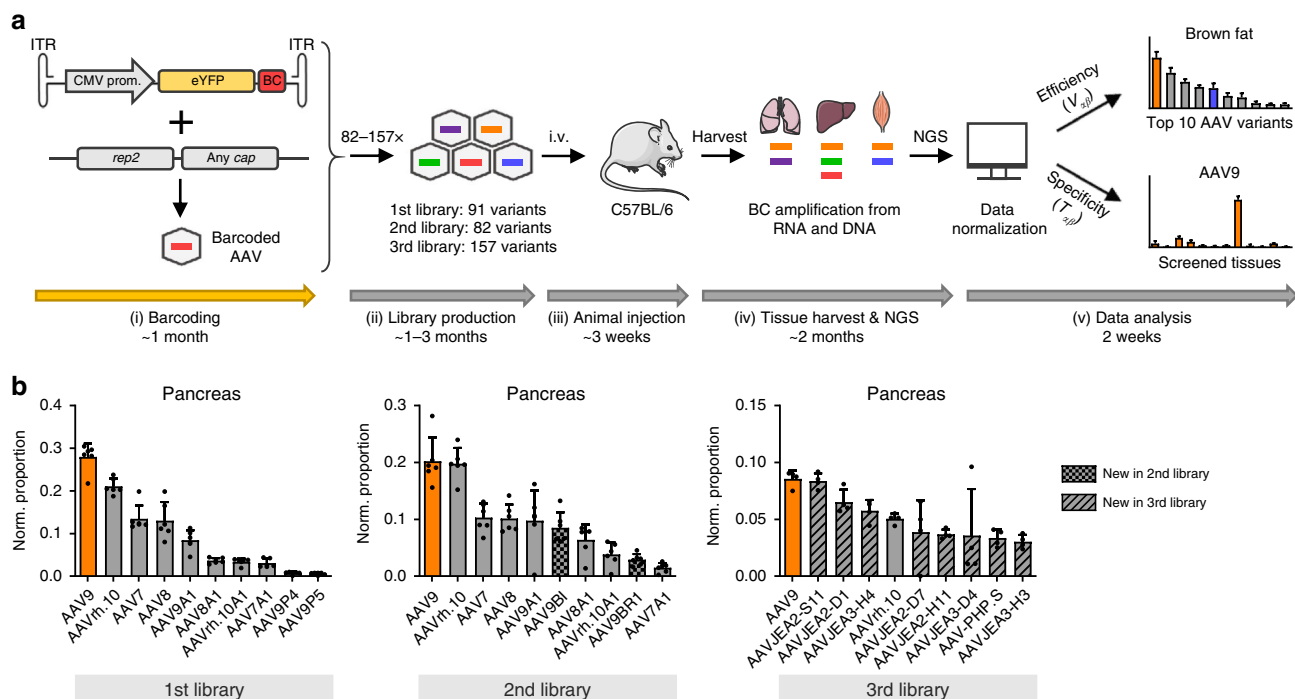 a
ITR
ITR
CMV prom.
eYFP
BC
+
rep2
Any cap
Barcoded
AAV
82–157×
1st library: 91 variants
2nd library: 82 variants
3rd library: 157 variants
i.v.
C57BL/6
Harvest
BC amplification from
RNA and DNA
NGS
Data
normalization
Efficiency
(Vαβ)
Specificity
(Tαβ)
Brown fat
Top 10 AAV variants
AAV9
Screened tissues
(i) Barcoding
~1 month
(ii) Library production
~1–3 months
(iii) Animal injection
~3 weeks
(iv) Tissue harvest & NGS
~2 months
(v) Data analysis
2 weeks
b
Pancreas
Norm. proportion
0.4
0.3
0.2
0.1
0.0
AAV9
AAVrh.10
AAV7
AAV8
AAV9A1
AAV8A1
AAVrh.10A1
AAV7A1
AAV9P4
AAV9P5
1st library
Pancreas
Norm. proportion
0.3
0.2
0.1
0.0
AAV9
AAVrh.10
AAV7
AAV8
AAV9A1
AAV9BI
AAV8A1
AAVrh.10A1
AAV9BR1
AAV7A1
2nd library
Pancreas
Norm. proportion
0.15
0.10
0.05
0.00
AAV9
AAVJEA2-S11
AAVJEA2-D1
AAVJEA3-H4
AAVrh.10
AAVJEA2-D7
AAVJEA2-H11
AAVJEA3-D4
AAV-PHP.S
AAVJEA3-H3
3rd library
New in 2nd library
New in 3rd library